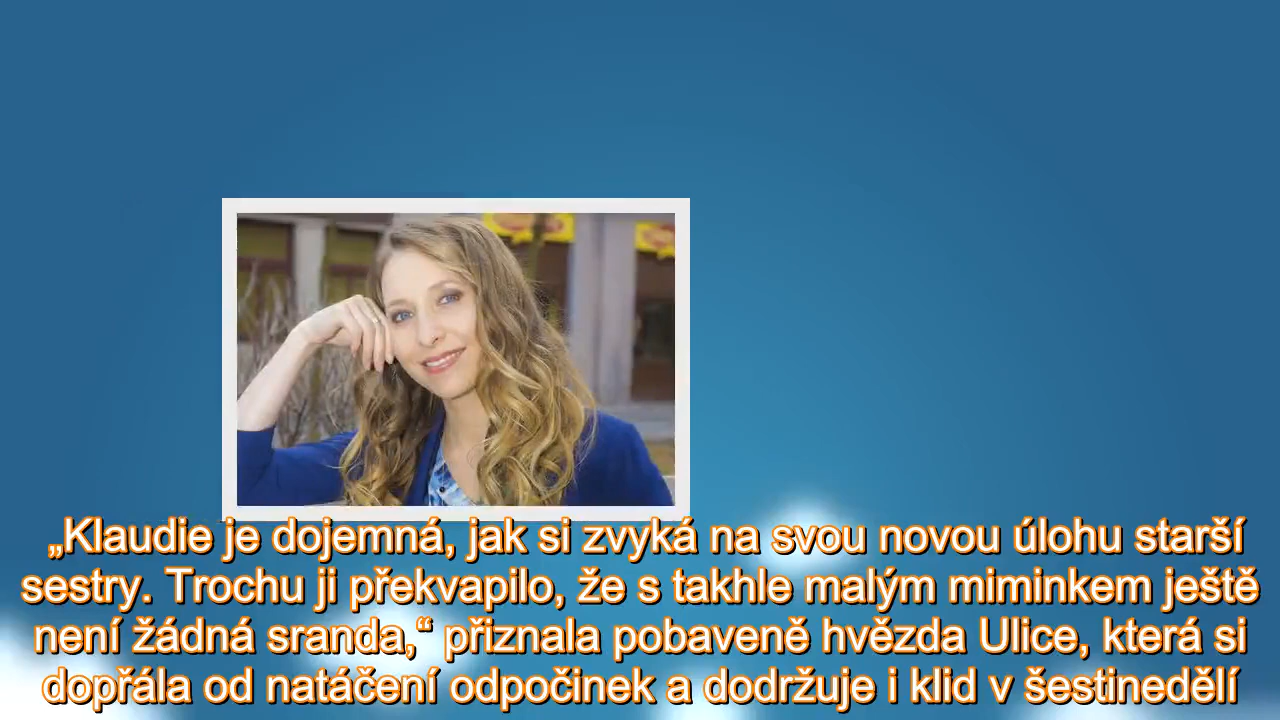 „Klaudie je dojemná, jak si zvyká na svou novou úlohu starší
sestry. Trochu ji překvapilo, že s takhle malým miminkem ještě
není žádná sranda,“ přiznala pobaveně hvězda Ulice, která si
dopřála od natáčení odpočinek a dodržuje i klid v šestinedělí